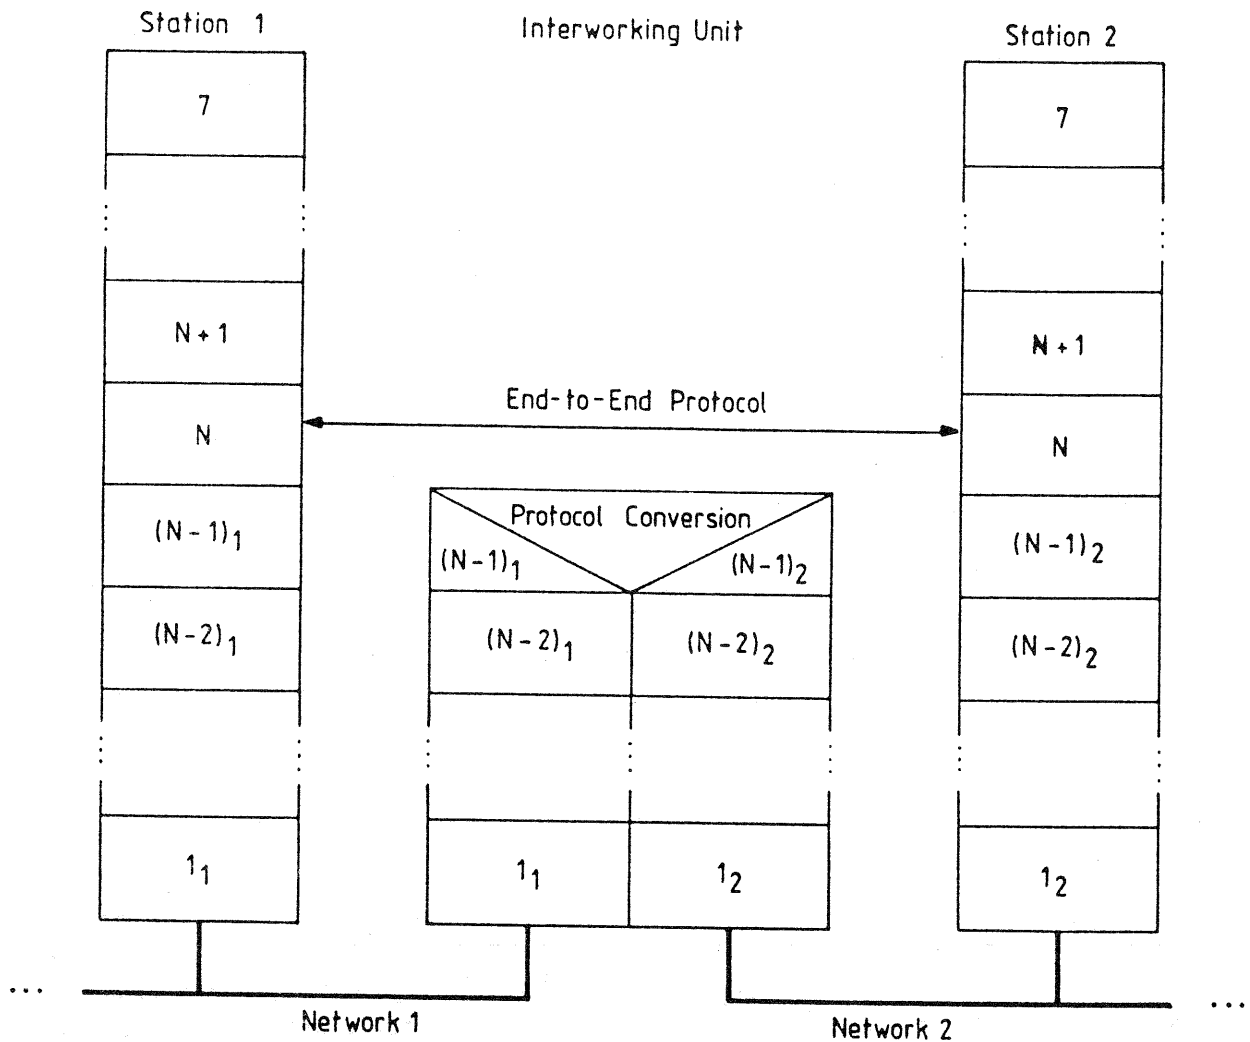 Station 1
Interworking Unit
Station 2
7
7
N + 1
N + 1
End-to-End Protocol
N
N
Protocol Conversion
(N-1)₁
(N-1)₁
(N-1)₂
(N-1)₂
(N-2)₁
(N-2)₁
(N-2)₂
(N-2)₂
1₁
1₁
1₂
1₂
...
...
Network 1
Network 2